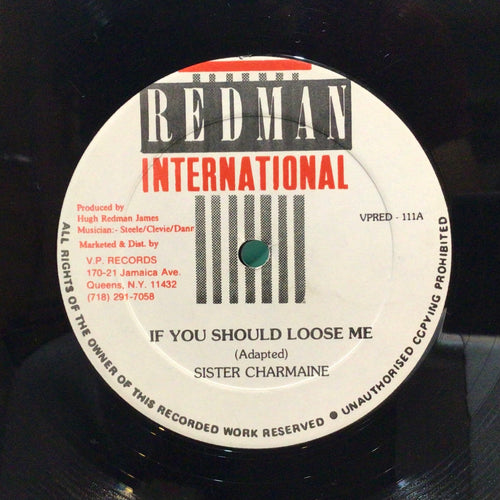 REDMAN
INTERNATIONAL
Produced by
Hugh Redman James
Musician:- Steele/Clevie/Danr
Marketed & Dist. by
V.P. RECORDS
170-21 Jamaica Ave.
Queens, N.Y. 11432
(718) 291-7058
VPRED - 111A
IF YOU SHOULD LOOSE ME
(Adapted)
SISTER CHARMAINE
ALL RIGHTS OF THE OWNER OF THIS RECORDED WORK RESERVED ● UNAUTHORISED COPYING PROHIBITED